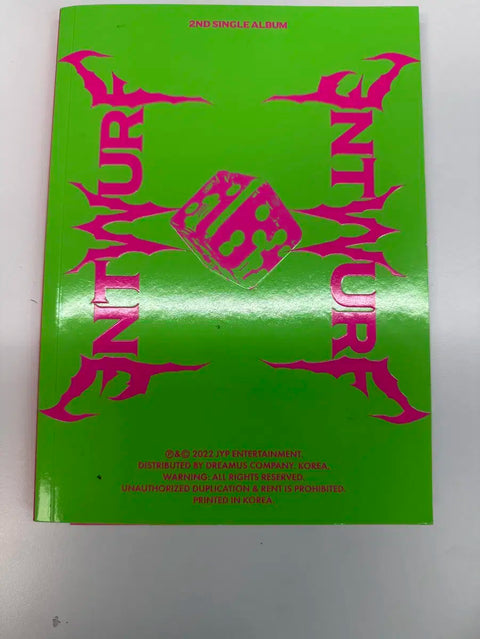 2ND SINGLE ALBUM
ENTWURF
ENTWURF
℗&© 2022 JYP ENTERTAINMENT.
DISTRIBUTED BY DREAMUS COMPANY, KOREA.
WARNING: ALL RIGHTS RESERVED.
UNAUTHORIZED DUPLICATION & RENT IS PROHIBITED.
PRINTED IN KOREA